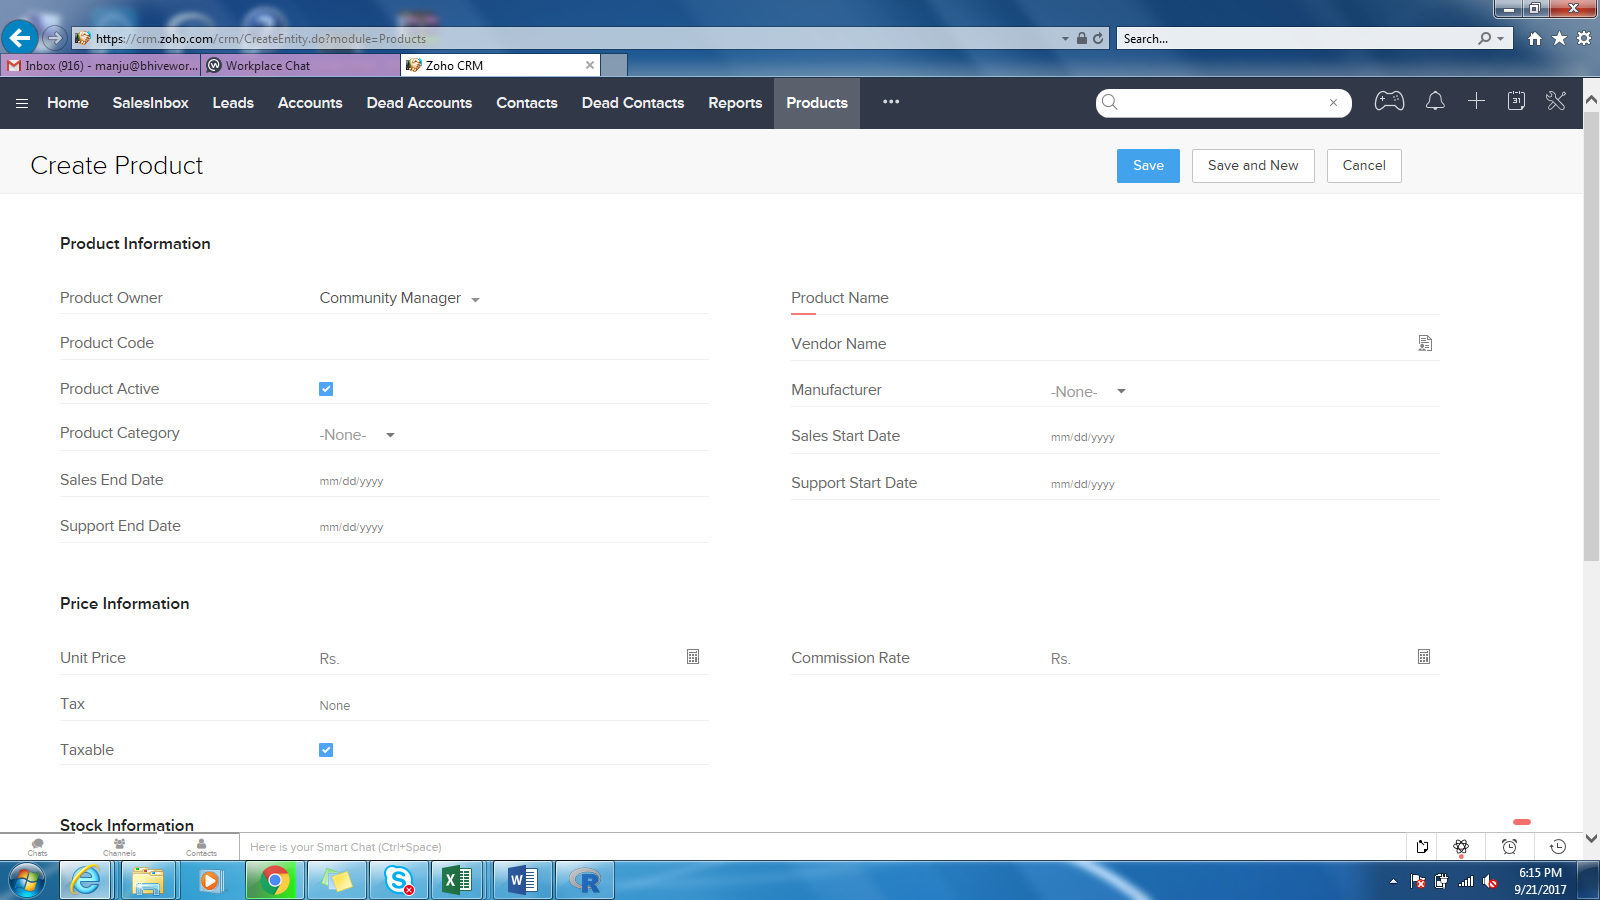 https://crm.zoho.com/crm/CreateEntity.do?module=Products
Search...
Inbox (916) - manju@bhivewor...
Workplace Chat
Zoho CRM
Home SalesInbox Leads Accounts Dead Accounts Contacts Dead Contacts Reports Products
31
Create Product
Save
Save and New
Cancel
Product Information
Product Owner Community Manager
Product Name
Product Code
Vendor Name
Product Active
Manufacturer -None-
Product Category -None-
Sales Start Date mm/dd/yyyy
Sales End Date mm/dd/yyyy
Support Start Date mm/dd/yyyy
Support End Date mm/dd/yyyy
Price Information
Unit Price Rs.
Commission Rate Rs.
Tax None
Taxable
Stock Information
Chats
Channels
Contacts
Here is your Smart Chat (Ctrl+Space)
6:15 PM
9/21/2017